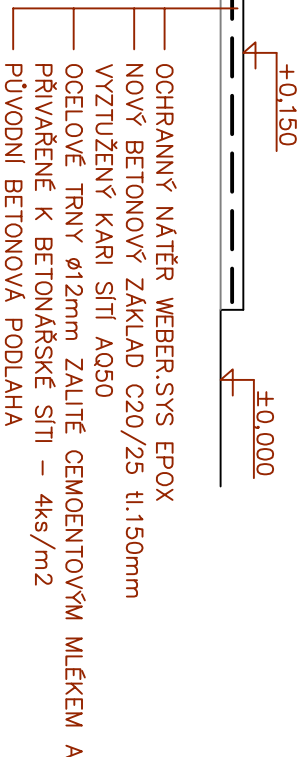 +0,150
±0,000
OCHRANNÝ NÁTĚR WEBER.SYS EPOX
NOVÝ BETONOVÝ ZÁKLAD C20/25 tl.150mm
VYZTUŽENÝ KARI SÍTÍ AQ50
OCELOVÉ TRNY ø12mm ZALITÉ CEMOENTOVÝM MLÉKEM A
PŘIVAŘENÉ K BETONÁŘSKÉ SÍTI – 4ks/m2
PŮVODNÍ BETONOVÁ PODLAHA